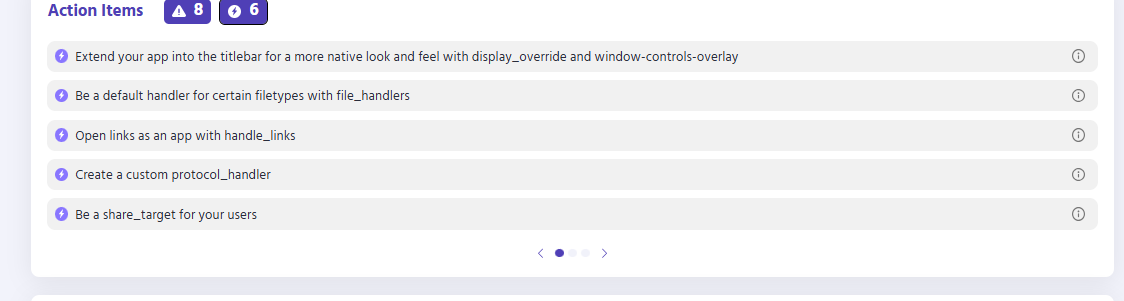 Action Items 8 6
Extend your app into the titlebar for a more native look and feel with display_override and window-controls-overlay
Be a default handler for certain filetypes with file_handlers
Open links as an app with handle_links
Create a custom protocol_handler
Be a share_target for your users